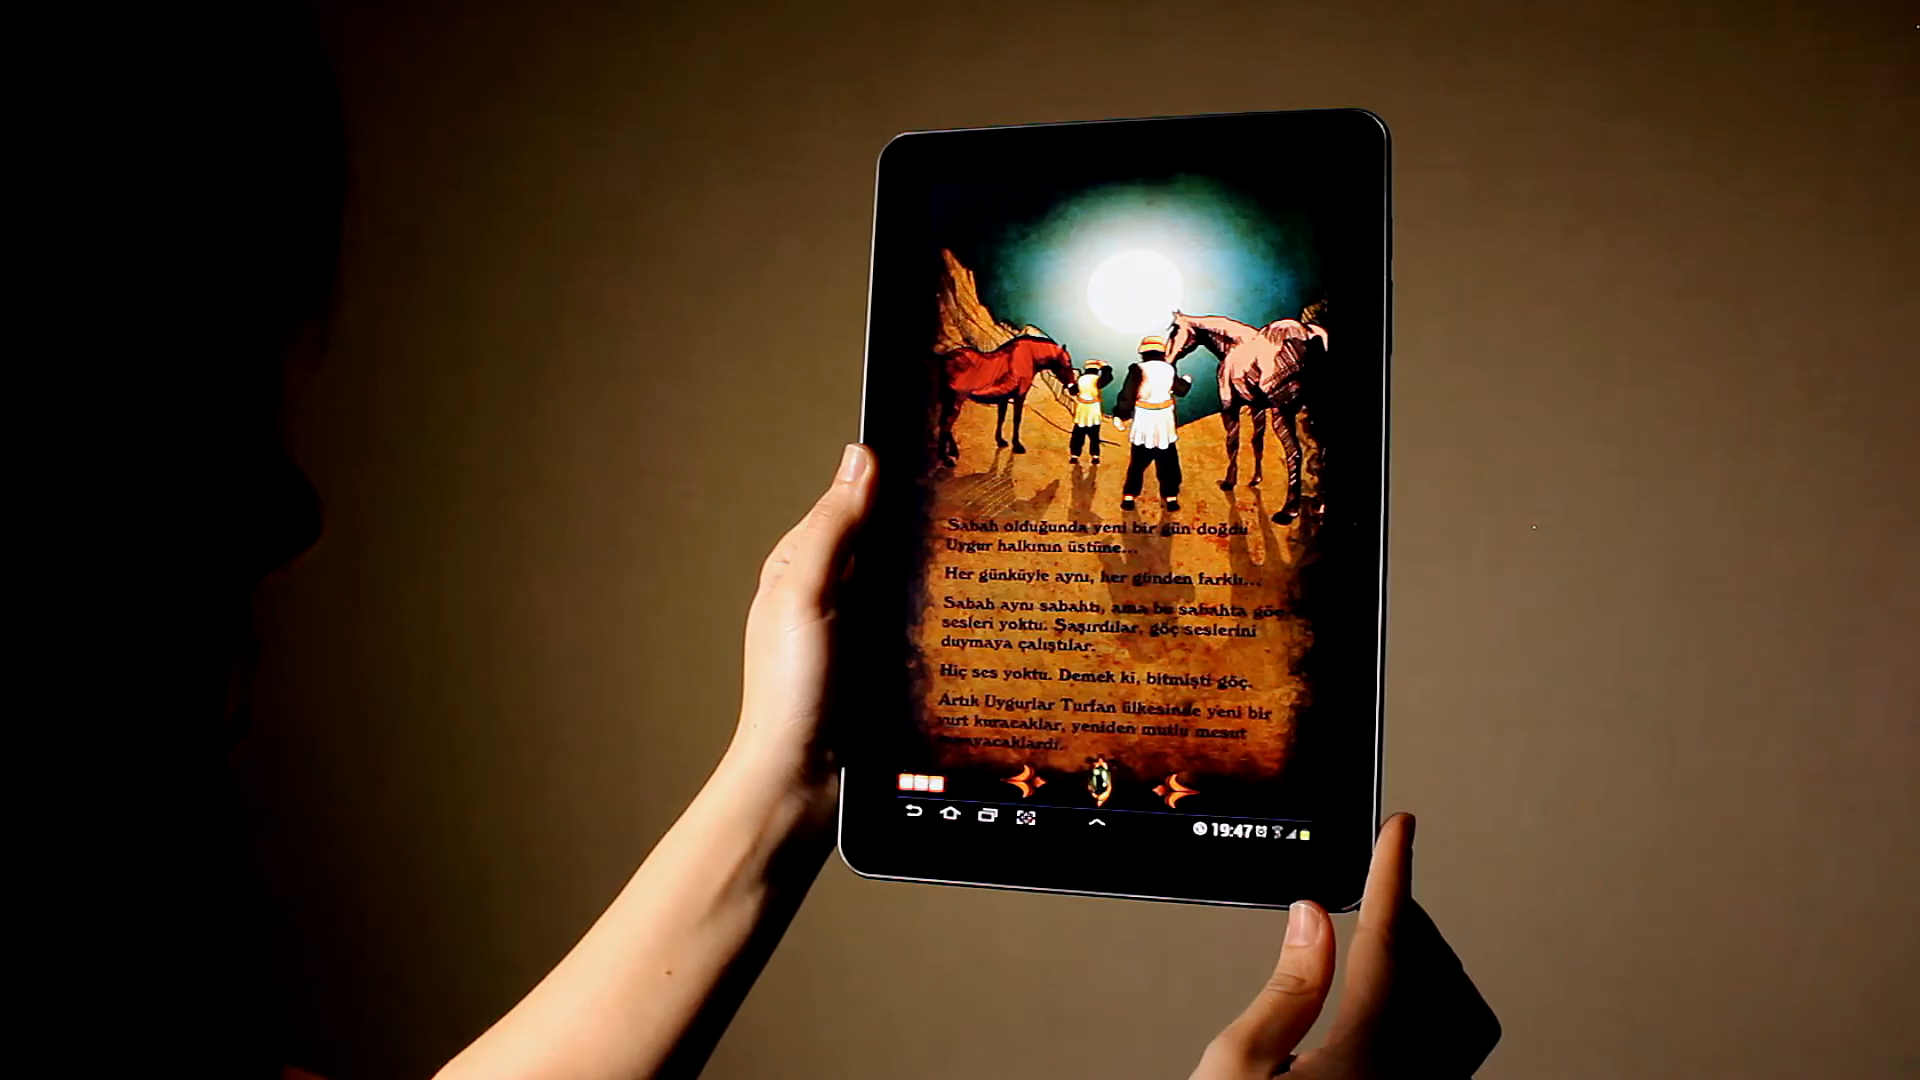 Sabah olduğunda yeni bir gün doğdu
Uygur halkının üstüne...
Her günküyle aynı, her günden farklı...
Sabah aynı sabahtı, ama bu sabahta göç
sesleri yoktu. Şaşırdılar, göç seslerini
duymaya çalıştılar.
Hiç ses yoktu. Demek ki, bitmişti göç.
Artık Uygurlar Turfan ülkesinde yeni bir
yurt kuracaklar, yeniden mutlu mesut
19:47